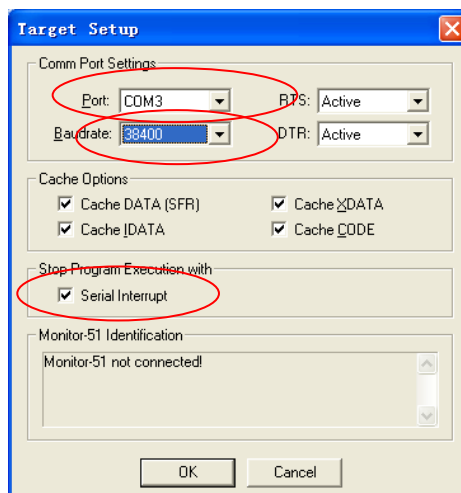 Target Setup
Comm Port Settings
Port: COM3 RTS: Active
Baudrate: 38400 DTR: Active
Cache Options
Cache DATA (SFR) Cache XDATA
Cache IDATA Cache CODE
Stop Program Execution with
Serial Interrupt
Monitor-51 Identification
Monitor-51 not connected!
OK Cancel